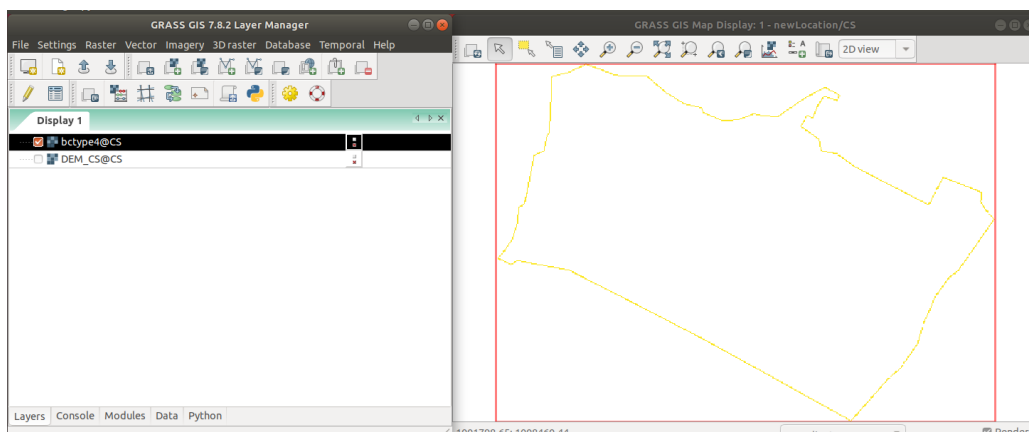 GRASS GIS 7.8.2 Layer Manager
File Settings Raster Vector Imagery 3D raster Database Temporal Help
Display 1
bctype4@CS
DEM_CS@CS
Layers Console Modules Data Python
GRASS GIS Map Display: 1 - newLocation/CS
2D view